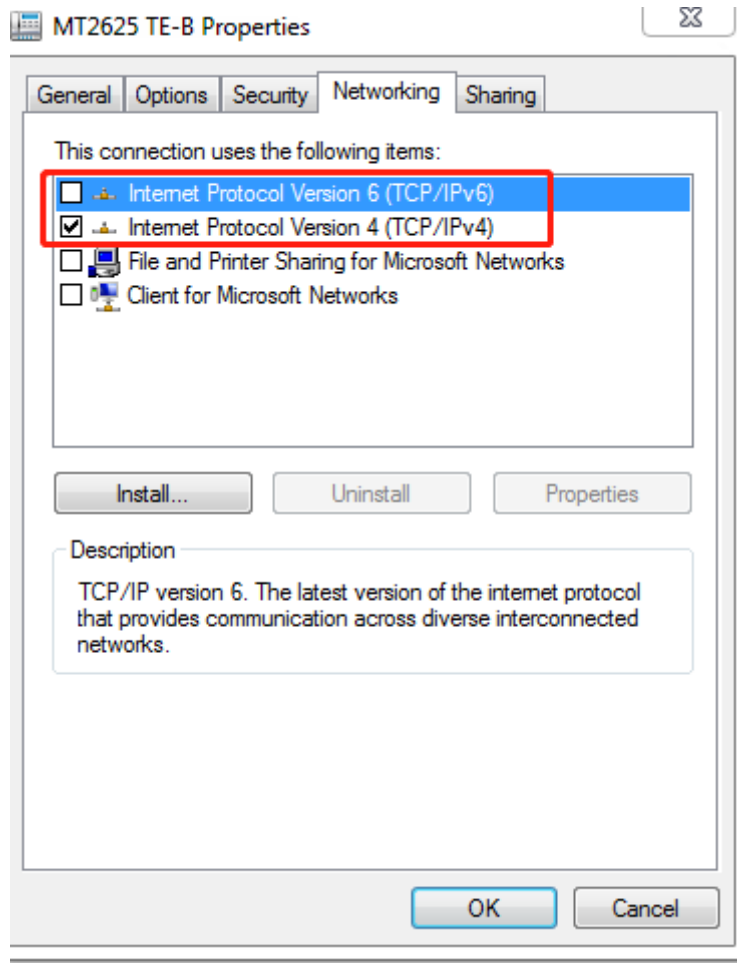 MT2625 TE-B Properties
General Options Security Networking Sharing
This connection uses the following items:
Internet Protocol Version 6 (TCP/IPv6)
Internet Protocol Version 4 (TCP/IPv4)
File and Printer Sharing for Microsoft Networks
Client for Microsoft Networks
Install... Uninstall Properties
Description
TCP/IP version 6. The latest version of the internet protocol
that provides communication across diverse interconnected
networks.
OK Cancel